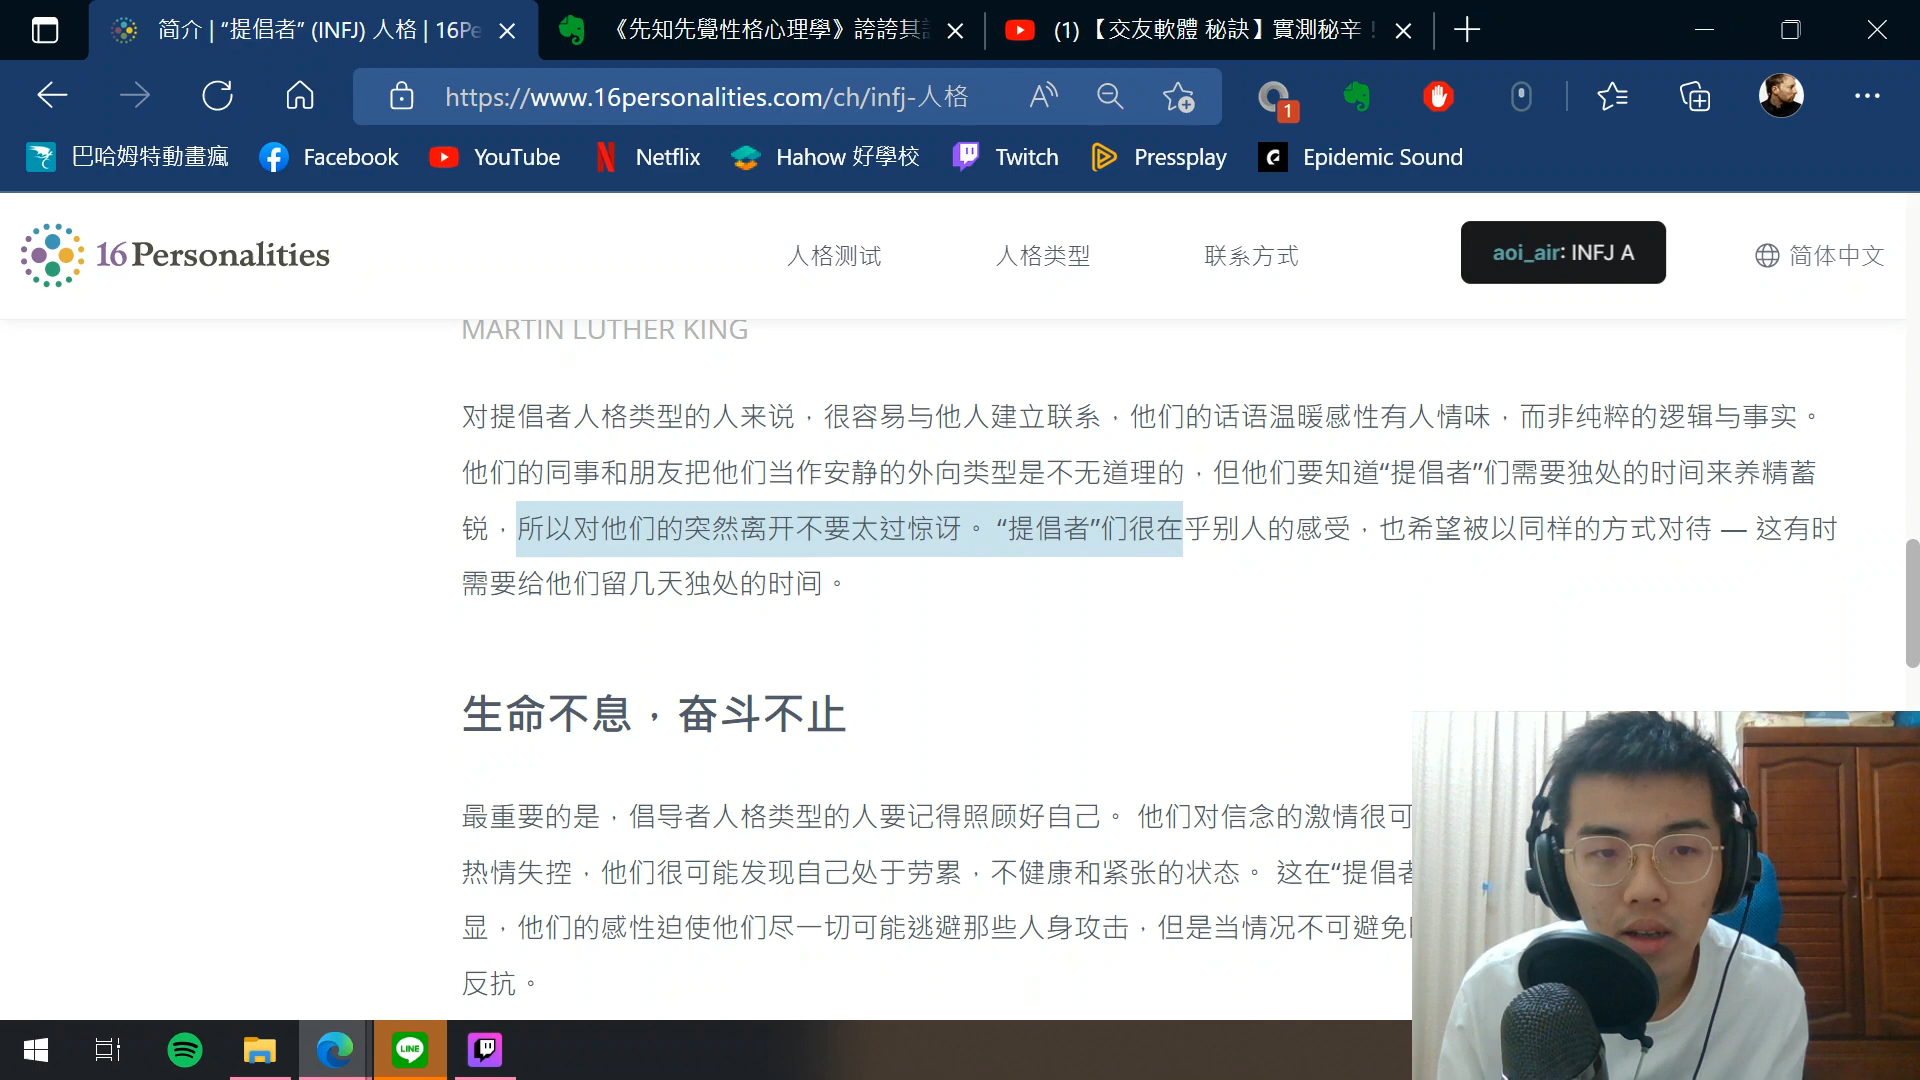 简介 | “提倡者” (INFJ) 人格 | 16Pe
《先知先覺性格心理學》誇誇其
(1) 【交友軟體 秘訣】實測秘辛！
https://www.16personalities.com/ch/infj-人格
1
巴哈姆特動畫瘋
Facebook
YouTube
Netflix
Hahow 好學校
Twitch
Pressplay
Epidemic Sound
16Personalities
人格测试
人格类型
联系方式
aoi_air: INFJ A
简体中文
MARTIN LUTHER KING
对提倡者人格类型的人来说，很容易与他人建立联系，他们的话语温暖感性有人情味，而非纯粹的逻辑与事实。
他们的同事和朋友把他们当作安静的外向类型是不无道理的，但他们要知道“提倡者”们需要独处的时间来养精蓄
锐，所以对他们的突然离开不要太过惊讶。 “提倡者”们很在乎别人的感受，也希望被以同样的方式对待 — 这有时
需要给他们留几天独处的时间。
生命不息，奋斗不止
最重要的是，倡导者人格类型的人要记得照顾好自己。 他们对信念的激情很可
热情失控，他们很可能发现自己处于劳累，不健康和紧张的状态。 这在“提倡者
显，他们的感性迫使他们尽一切可能逃避那些人身攻击，但是当情况不可避免
反抗。
LINE